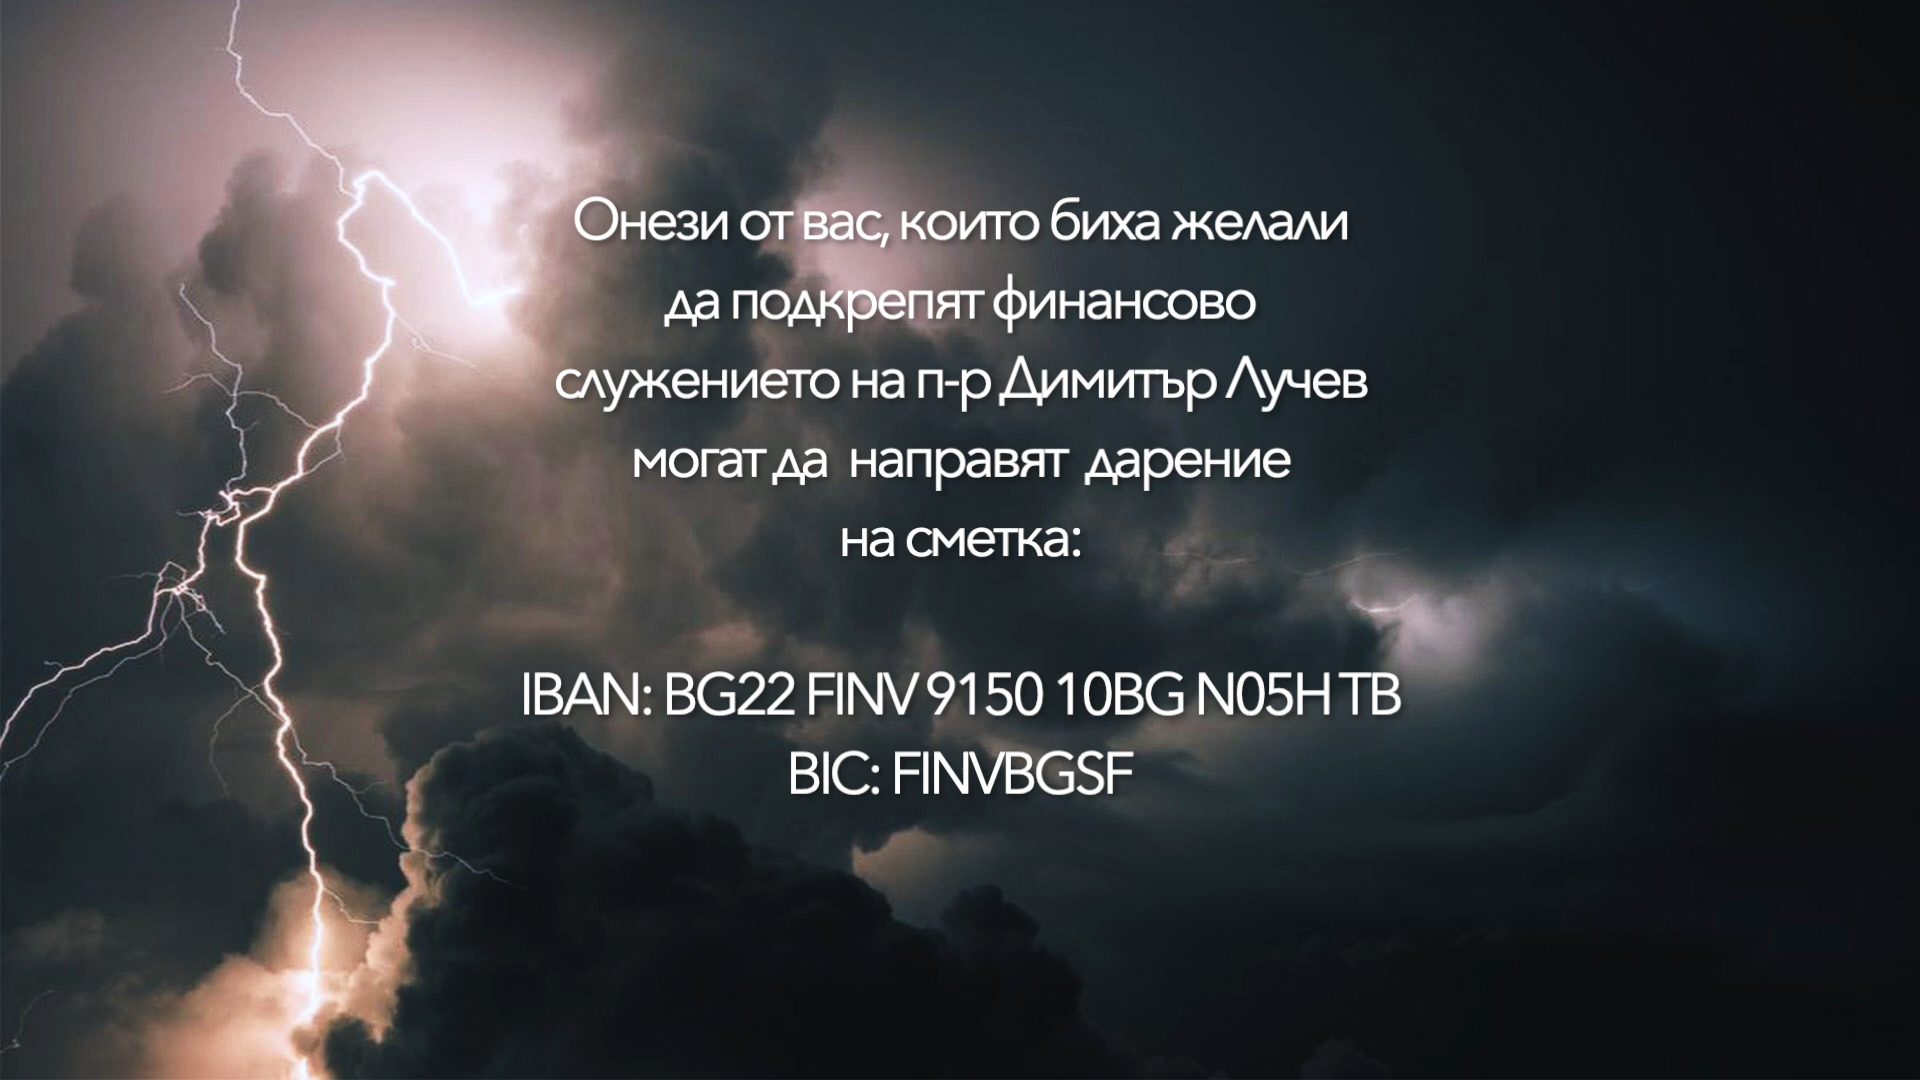 Онези от вас, които биха желали
да подкрепят финансово
служението на п-р Димитър Лучев
могат да направят дарение
на сметка:
IBAN: BG22 FINV 9150 10BG N05H TB
BIC: FINVBGSF